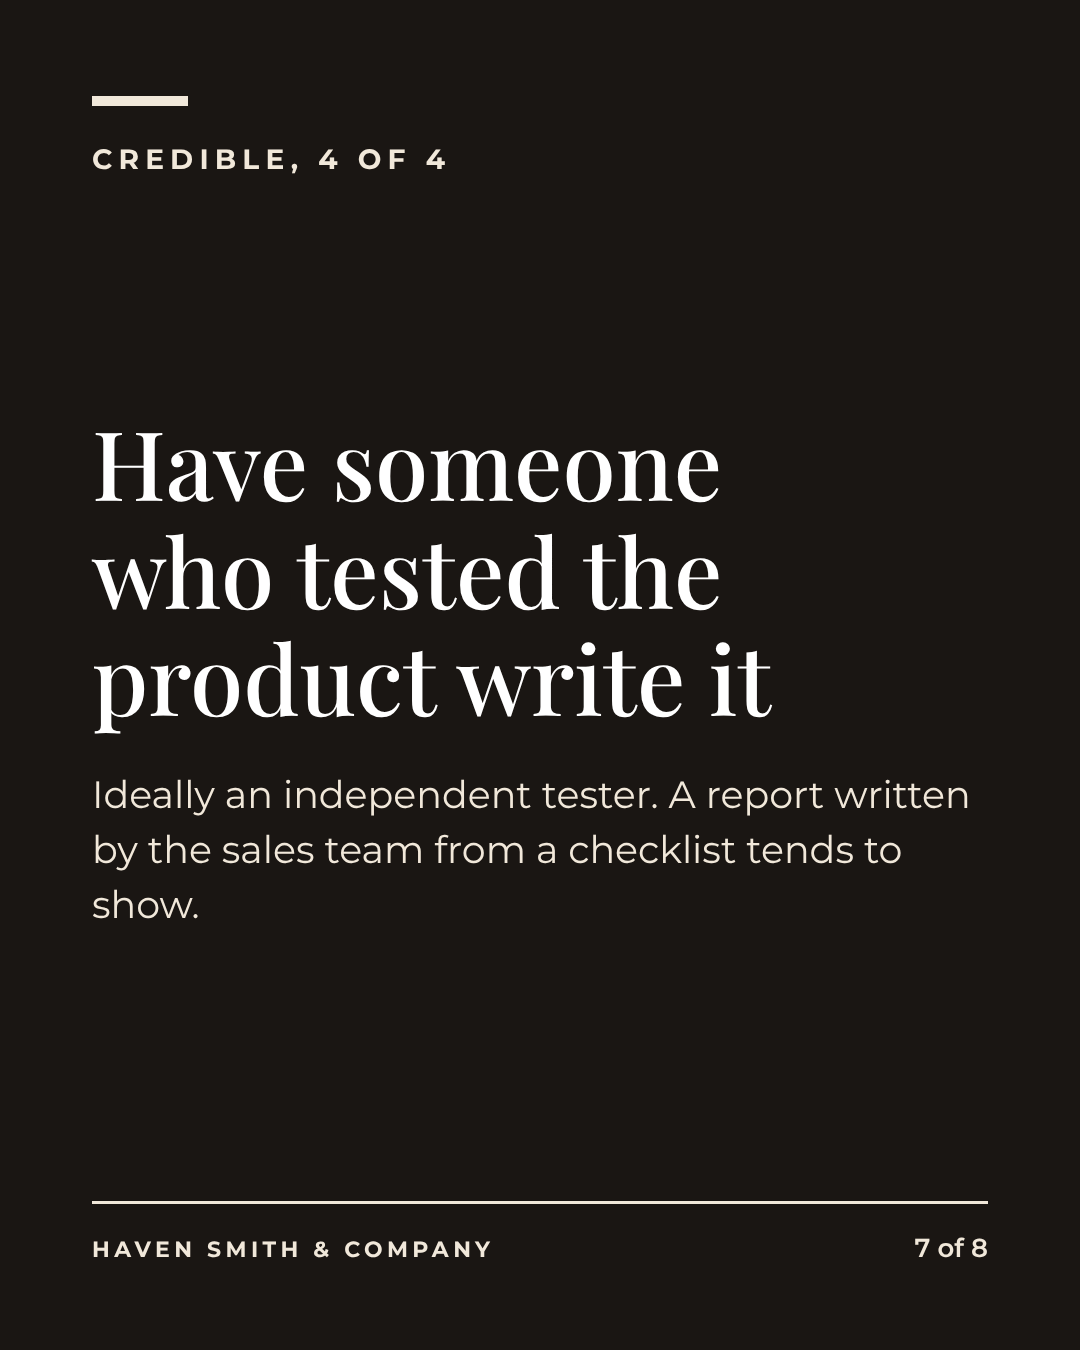 CREDIBLE, 4 OF 4
Have someone
who tested the
product write it
Ideally an independent tester. A report written
by the sales team from a checklist tends to
show.
HAVEN SMITH & COMPANY
7 of 8